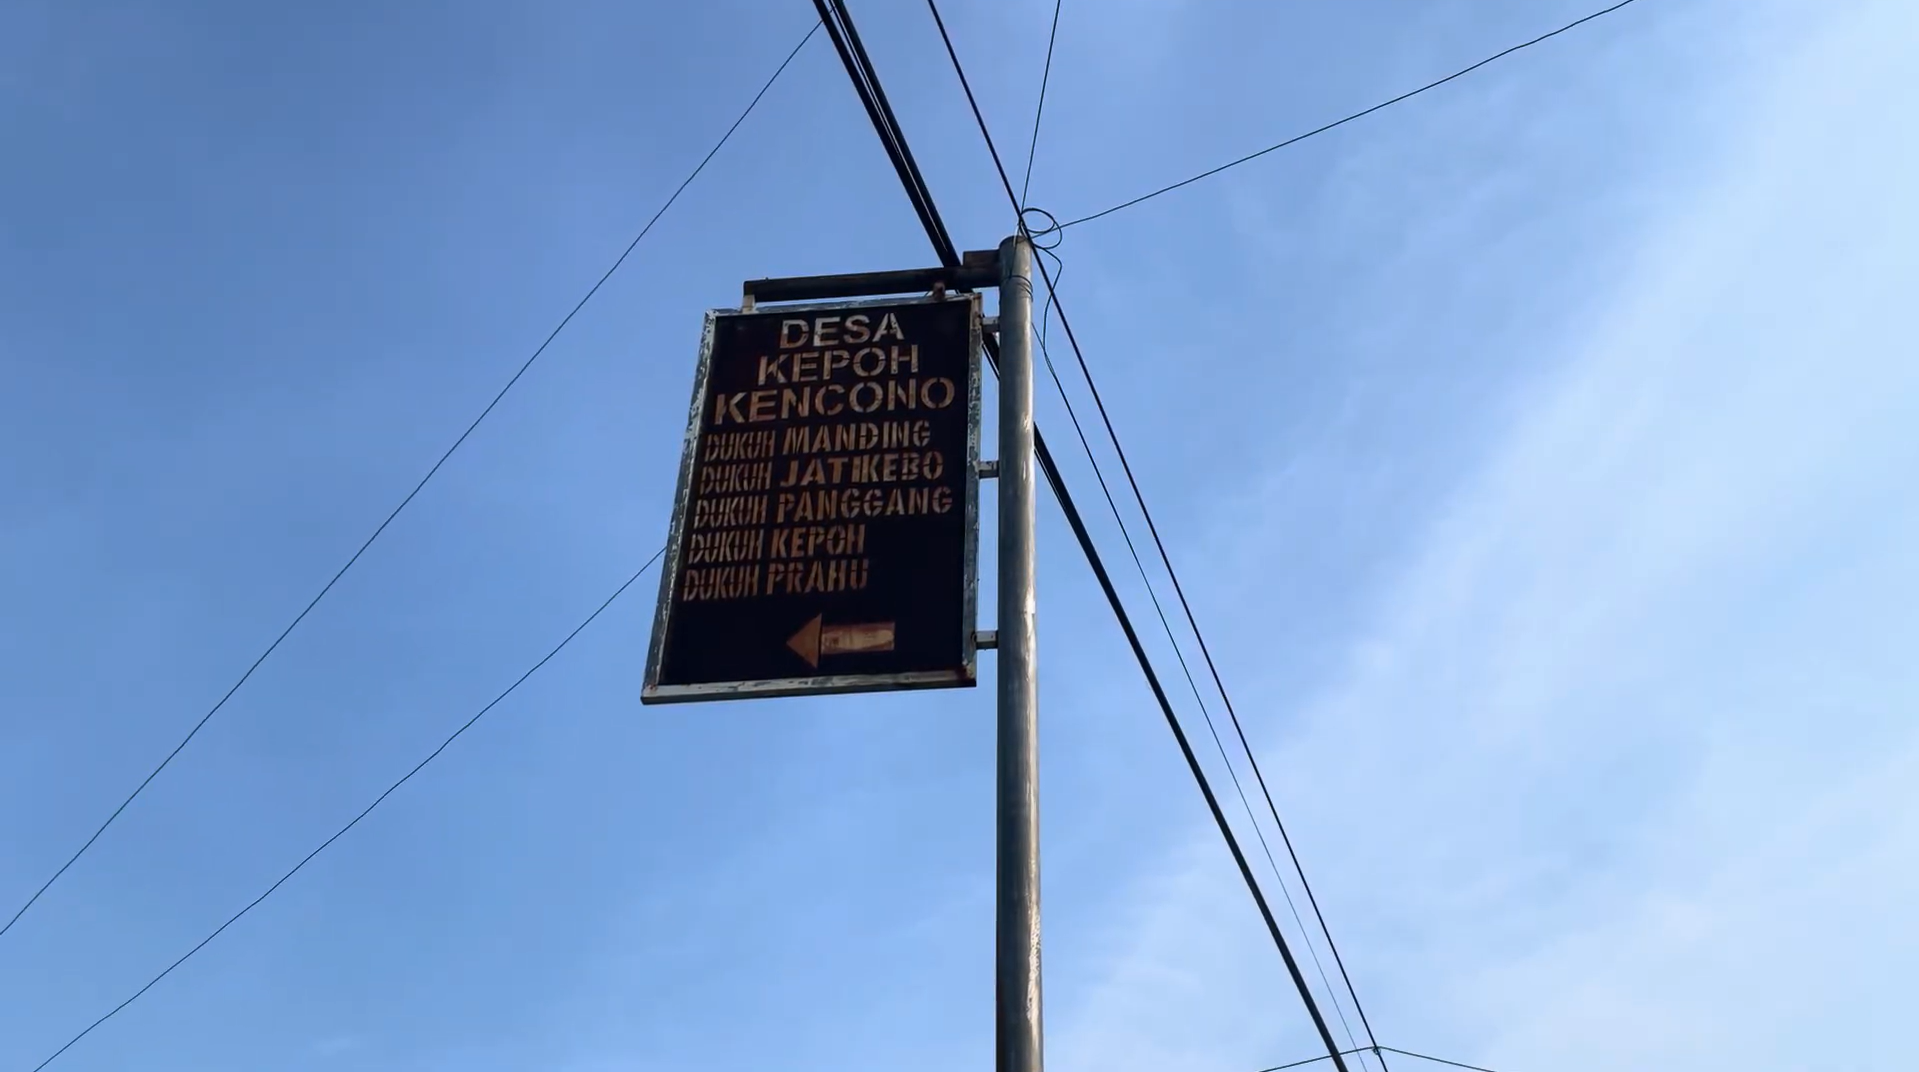 DESA
KEPOH
KENCONO
DUKUH MANDING
DUKUH JATIKEBO
DUKUH PANGGANG
DUKUH KEPOH
DUKUH PRAHU